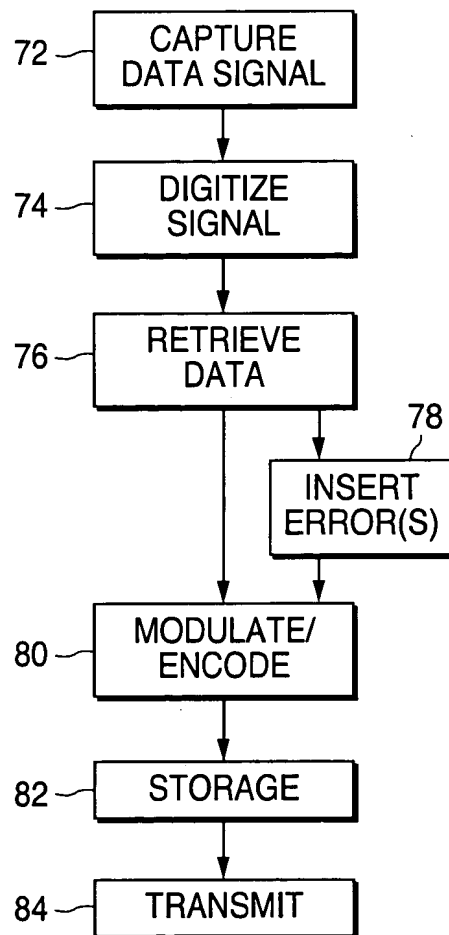 72
CAPTURE
DATA SIGNAL
74
DIGITIZE
SIGNAL
76
RETRIEVE
DATA
78
INSERT
ERROR(S)
80
MODULATE/
ENCODE
82
STORAGE
84
TRANSMIT